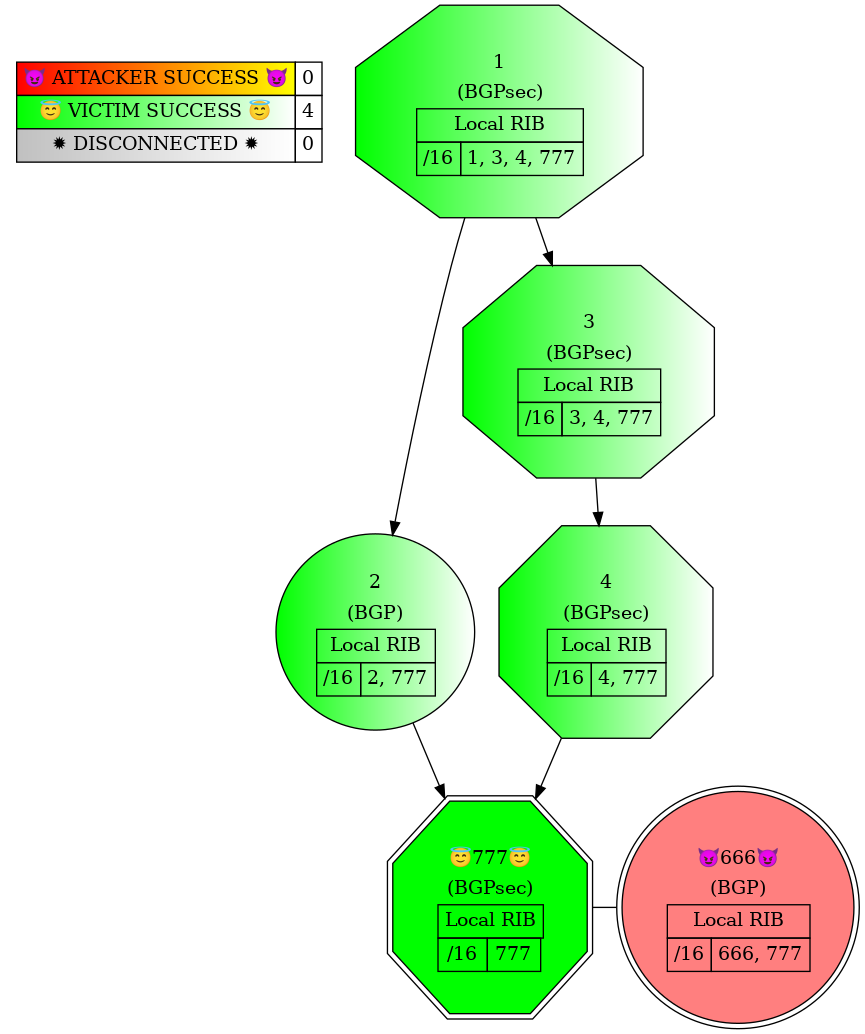 😈 ATTACKER SUCCESS 😈 0
😇 VICTIM SUCCESS 😇 4
✹ DISCONNECTED ✹ 0
1
(BGPsec)
Local RIB
/16 1, 3, 4, 777
3
(BGPsec)
Local RIB
/16 3, 4, 777
2
(BGP)
Local RIB
/16 2, 777
4
(BGPsec)
Local RIB
/16 4, 777
😇777😇
(BGPsec)
Local RIB
/16 777
😈666😈
(BGP)
Local RIB
/16 666, 777